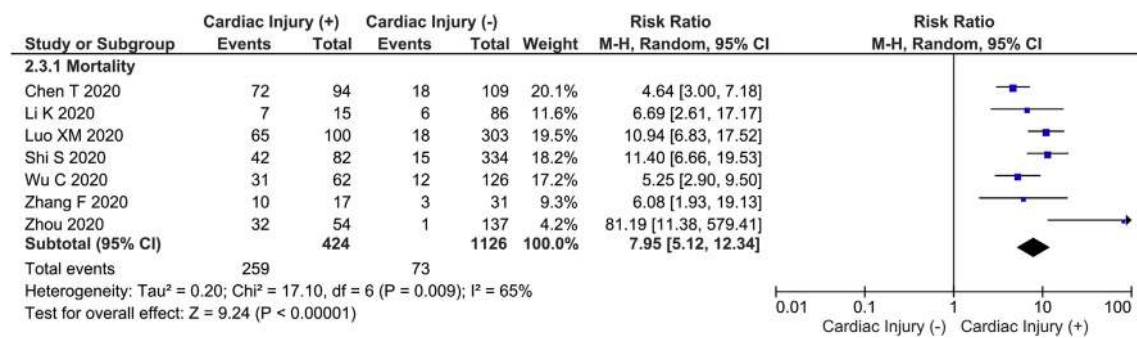 Cardiac Injury (+) Cardiac Injury (-) Risk Ratio Risk Ratio
Study or Subgroup Events Total Events Total Weight M-H, Random, 95% CI M-H, Random, 95% CI
2.3.1 Mortality
Chen T 2020 72 94 18 109 20.1% 4.64 [3.00, 7.18]
Li K 2020 7 15 6 86 11.6% 6.69 [2.61, 17.17]
Luo XM 2020 65 100 18 303 19.5% 10.94 [6.83, 17.52]
Shi S 2020 42 82 15 334 18.2% 11.40 [6.66, 19.53]
Wu C 2020 31 62 12 126 17.2% 5.25 [2.90, 9.50]
Zhang F 2020 10 17 3 31 9.3% 6.08 [1.93, 19.13]
Zhou 2020 32 54 1 137 4.2% 81.19 [11.38, 579.41]
Subtotal (95% CI) 424 1126 100.0% 7.95 [5.12, 12.34]
Total events 259 73
Heterogeneity: Tau² = 0.20; Chi² = 17.10, df = 6 (P = 0.009); I² = 65%
Test for overall effect: Z = 9.24 (P < 0.00001)
0.01 0.1 1 10 100
Cardiac Injury (-) Cardiac Injury (+)